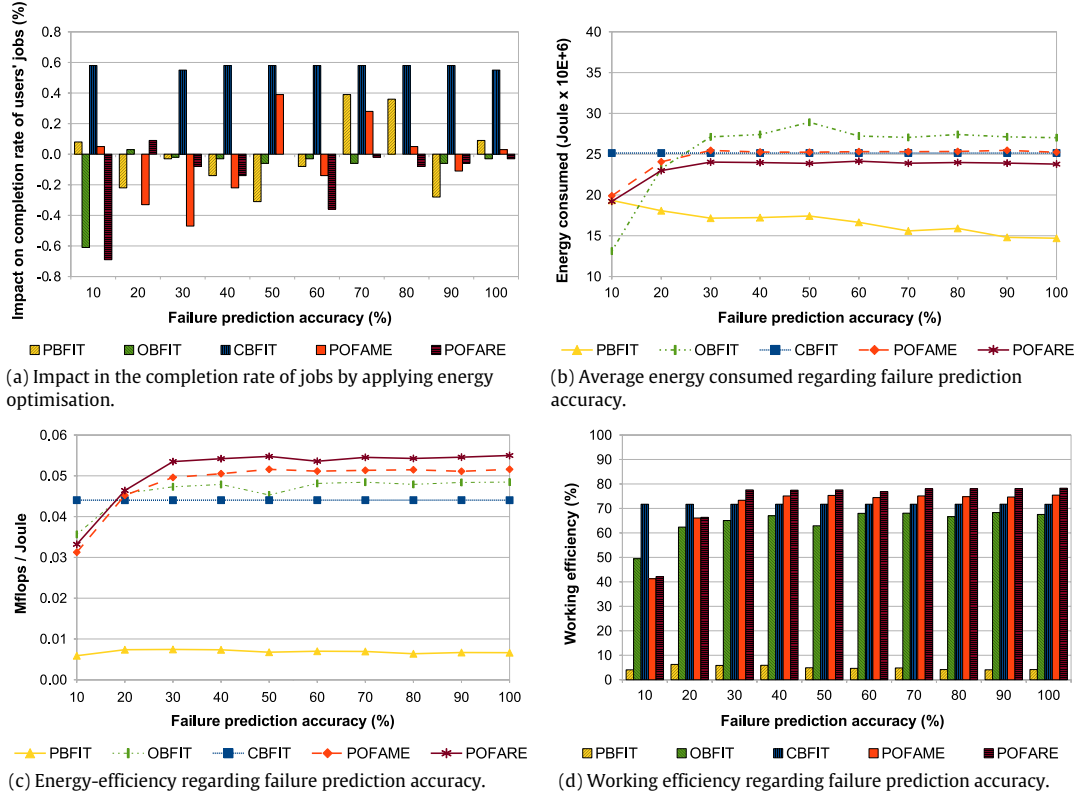 Impact on completion rate of users' jobs (%)
0.8
0.6
0.4
0.2
0.0
-0.2
-0.4
-0.6
-0.8
10 20 30 40 50 60 70 80 90 100
Failure prediction accuracy (%)
PBFIT OBFIT CBFIT POFAME POFARE
(a) Impact in the completion rate of jobs by applying energy
optimisation.
Energy consumed (Joule x 10E+6)
40
35
30
25
20
15
10
10 20 30 40 50 60 70 80 90 100
Failure prediction accuracy (%)
PBFIT OBFIT CBFIT POFAME POFARE
(b) Average energy consumed regarding failure prediction
accuracy.
Mflops / Joule
0.06
0.05
0.04
0.03
0.02
0.01
0.00
10 20 30 40 50 60 70 80 90 100
Failure prediction accuracy (%)
PBFIT OBFIT CBFIT POFAME POFARE
(c) Energy-efficiency regarding failure prediction accuracy.
Working efficiency (%)
100
90
80
70
60
50
40
30
20
10
0
10 20 30 40 50 60 70 80 90 100
Failure prediction accuracy (%)
PBFIT OBFIT CBFIT POFAME POFARE
(d) Working efficiency regarding failure prediction accuracy.